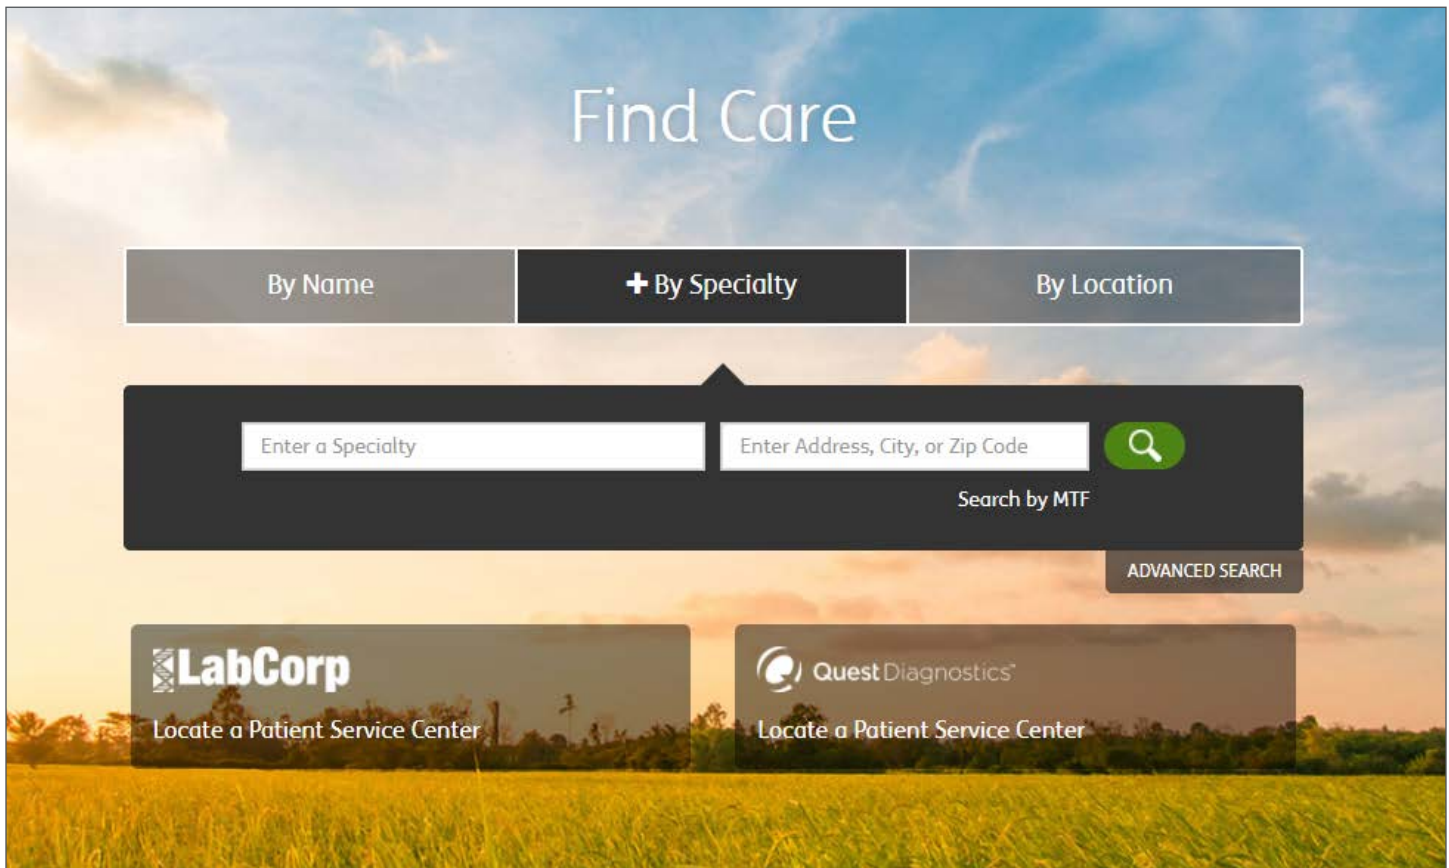 Find Care
By Name
+ By Specialty
By Location
Enter a Specialty
Enter Address, City, or Zip Code
Search by MTF
ADVANCED SEARCH
LabCorp
Locate a Patient Service Center
Quest Diagnostics™
Locate a Patient Service Center